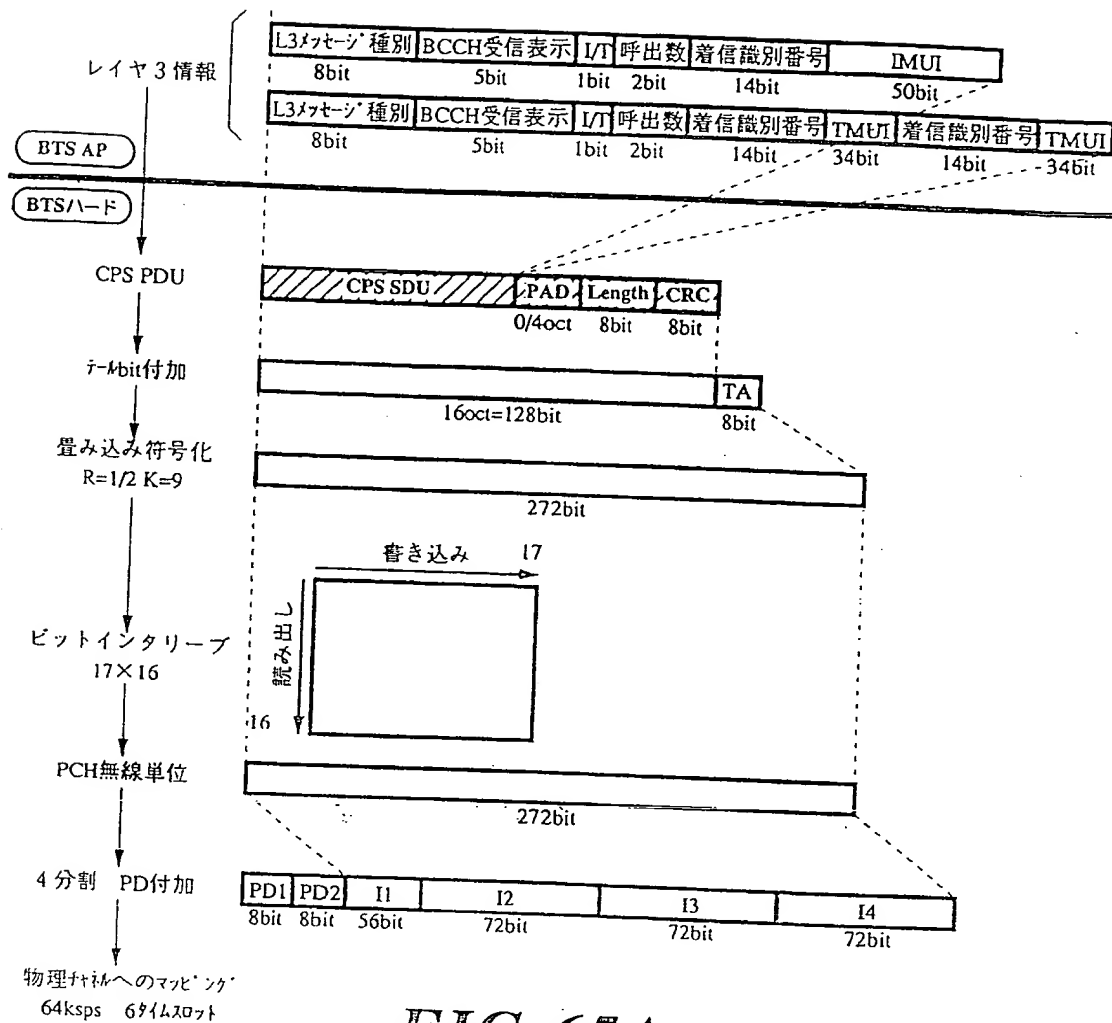 レイヤ3情報
L3メッセージ種別 BCCH受信表示 I/T 呼出数 着信識別番号 IMUI
8bit 5bit 1bit 2bit 14bit 50bit
L3メッセージ種別 BCCH受信表示 I/T 呼出数 着信識別番号 TMUI 着信識別番号 TMUI
8bit 5bit 1bit 2bit 14bit 34bit 14bit 34bit
BTS AP
BTSハード
CPS PDU
CPS SDU PAD Length CRC
0/4oct 8bit 8bit
テールbit付加
TA
16oct=128bit 8bit
畳み込み符号化
R=1/2 K=9
272bit
書き込み 17
読み出し
16
ビットインタリーブ
17×16
PCH無線単位
272bit
4分割 PD付加
PD1 PD2 I1 I2 I3 I4
8bit 8bit 56bit 72bit 72bit 72bit
物理チャネルへのマッピング
64ksps 6タイムスロット